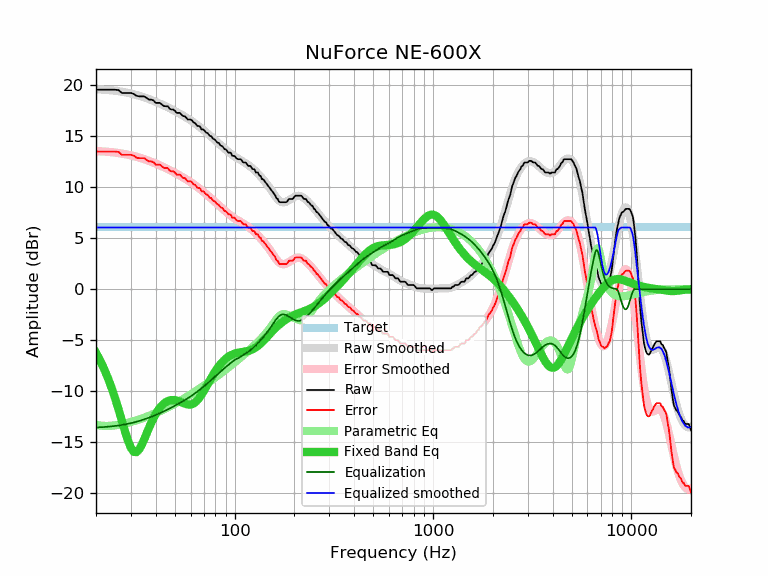 NuForce NE-600X
20
15
10
5
0
−5
−10
−15
−20
Amplitude (dBr)
100
1000
10000
Frequency (Hz)
Target
Raw Smoothed
Error Smoothed
Raw
Error
Parametric Eq
Fixed Band Eq
Equalization
Equalized smoothed